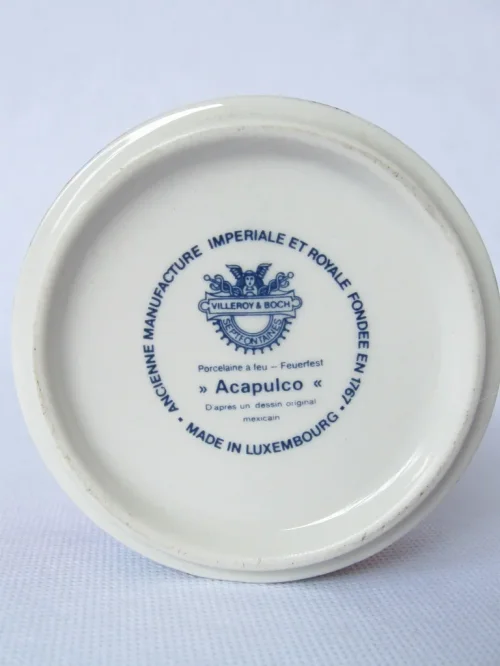 ANCIENNE MANUFACTURE IMPERIALE ET ROYALE FONDEE EN 1767 •
VILLEROY & BOCH
SEPTFONTAINES
Porcelaine à feu – Feuerfest
» Acapulco «
D'apres un dessin original
mexicain
• MADE IN LUXEMBOURG •